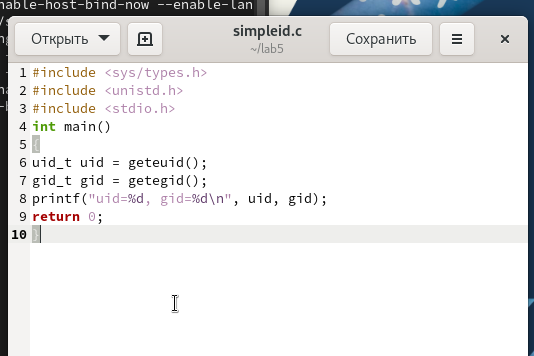 nable-host-bind-now --enable-lan
Открыть
simpleid.c
~/lab5
Сохранить
1 #include <sys/types.h>
2 #include <unistd.h>
3 #include <stdio.h>
4 int main()
5 {
6 uid_t uid = geteuid();
7 gid_t gid = getegid();
8 printf("uid=%d, gid=%d\n", uid, gid);
9 return 0;
10 }